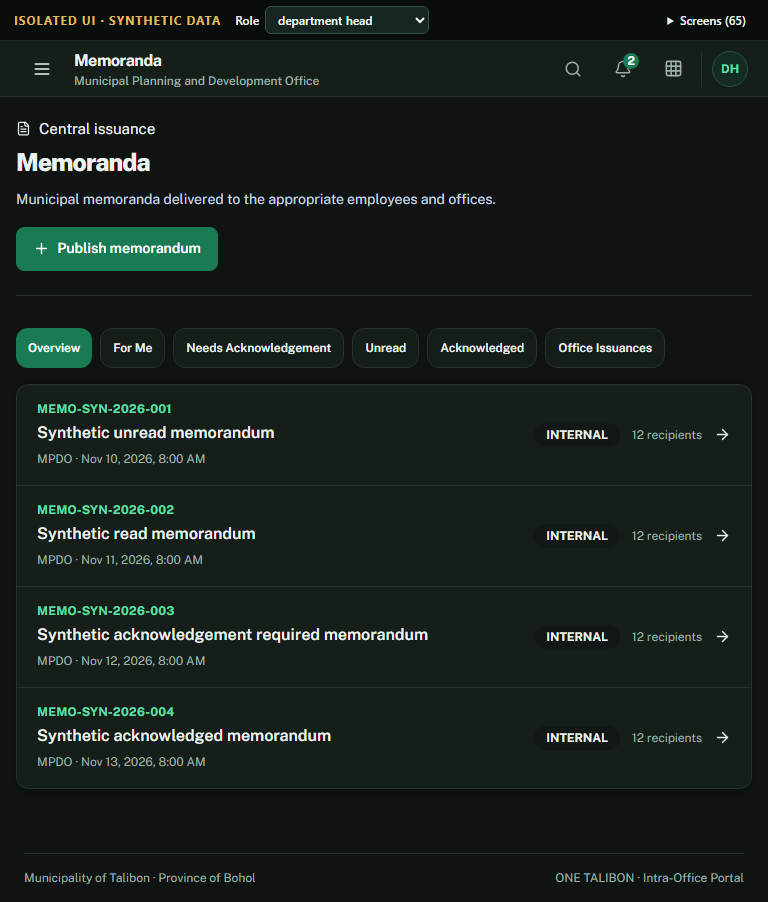 ISOLATED UI · SYNTHETIC DATA Role department head Screens (65)
Memoranda
Municipal Planning and Development Office
2
DH
Central issuance
Memoranda
Municipal memoranda delivered to the appropriate employees and offices.
Publish memorandum
Overview For Me Needs Acknowledgement Unread Acknowledged Office Issuances
MEMO-SYN-2026-001
Synthetic unread memorandum
MPDO · Nov 10, 2026, 8:00 AM
INTERNAL 12 recipients
MEMO-SYN-2026-002
Synthetic read memorandum
MPDO · Nov 11, 2026, 8:00 AM
INTERNAL 12 recipients
MEMO-SYN-2026-003
Synthetic acknowledgement required memorandum
MPDO · Nov 12, 2026, 8:00 AM
INTERNAL 12 recipients
MEMO-SYN-2026-004
Synthetic acknowledged memorandum
MPDO · Nov 13, 2026, 8:00 AM
INTERNAL 12 recipients
Municipality of Talibon · Province of Bohol
ONE TALIBON · Intra-Office Portal